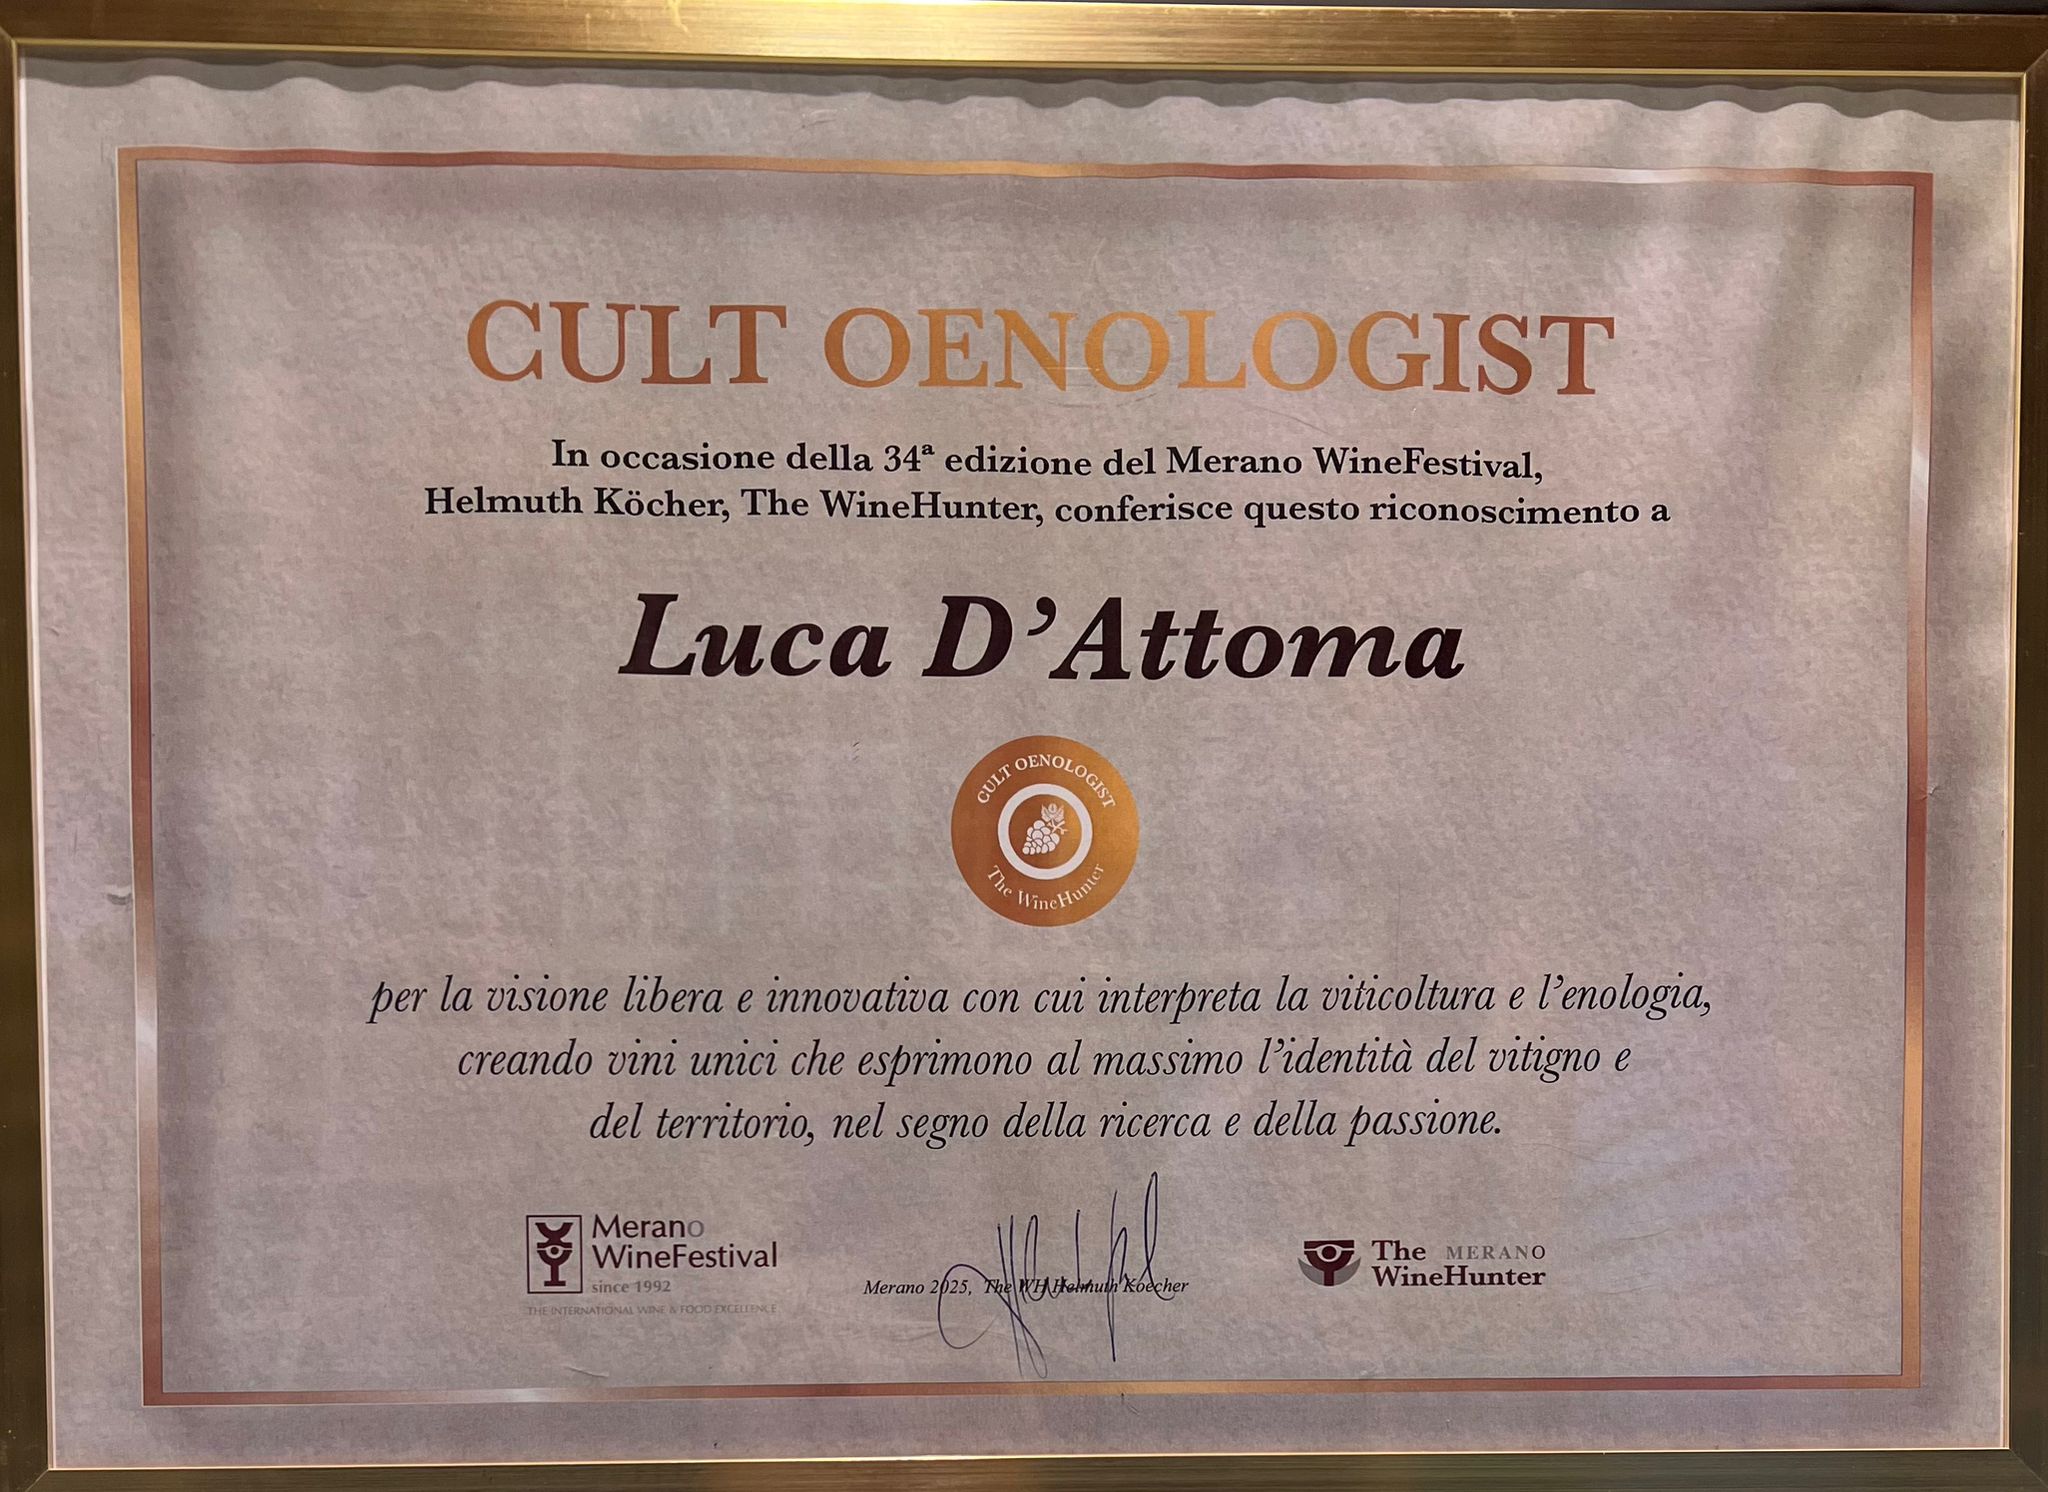 CULT OENOLOGIST
In occasione della 34ª edizione del Merano WineFestival,
Helmuth Köcher, The WineHunter, conferisce questo riconoscimento a
Luca D'Attoma
CULT OENOLOGIST
The WineHunter
per la visione libera e innovativa con cui interpreta la viticoltura e l'enologia,
creando vini unici che esprimono al massimo l'identità del vitigno e
del territorio, nel segno della ricerca e della passione.
Merano
WineFestival
since 1992
THE INTERNATIONAL WINE & FOOD EXCELLENCE
Merano 2025, The WH Helmuth Koecher
The MERANO
WineHunter